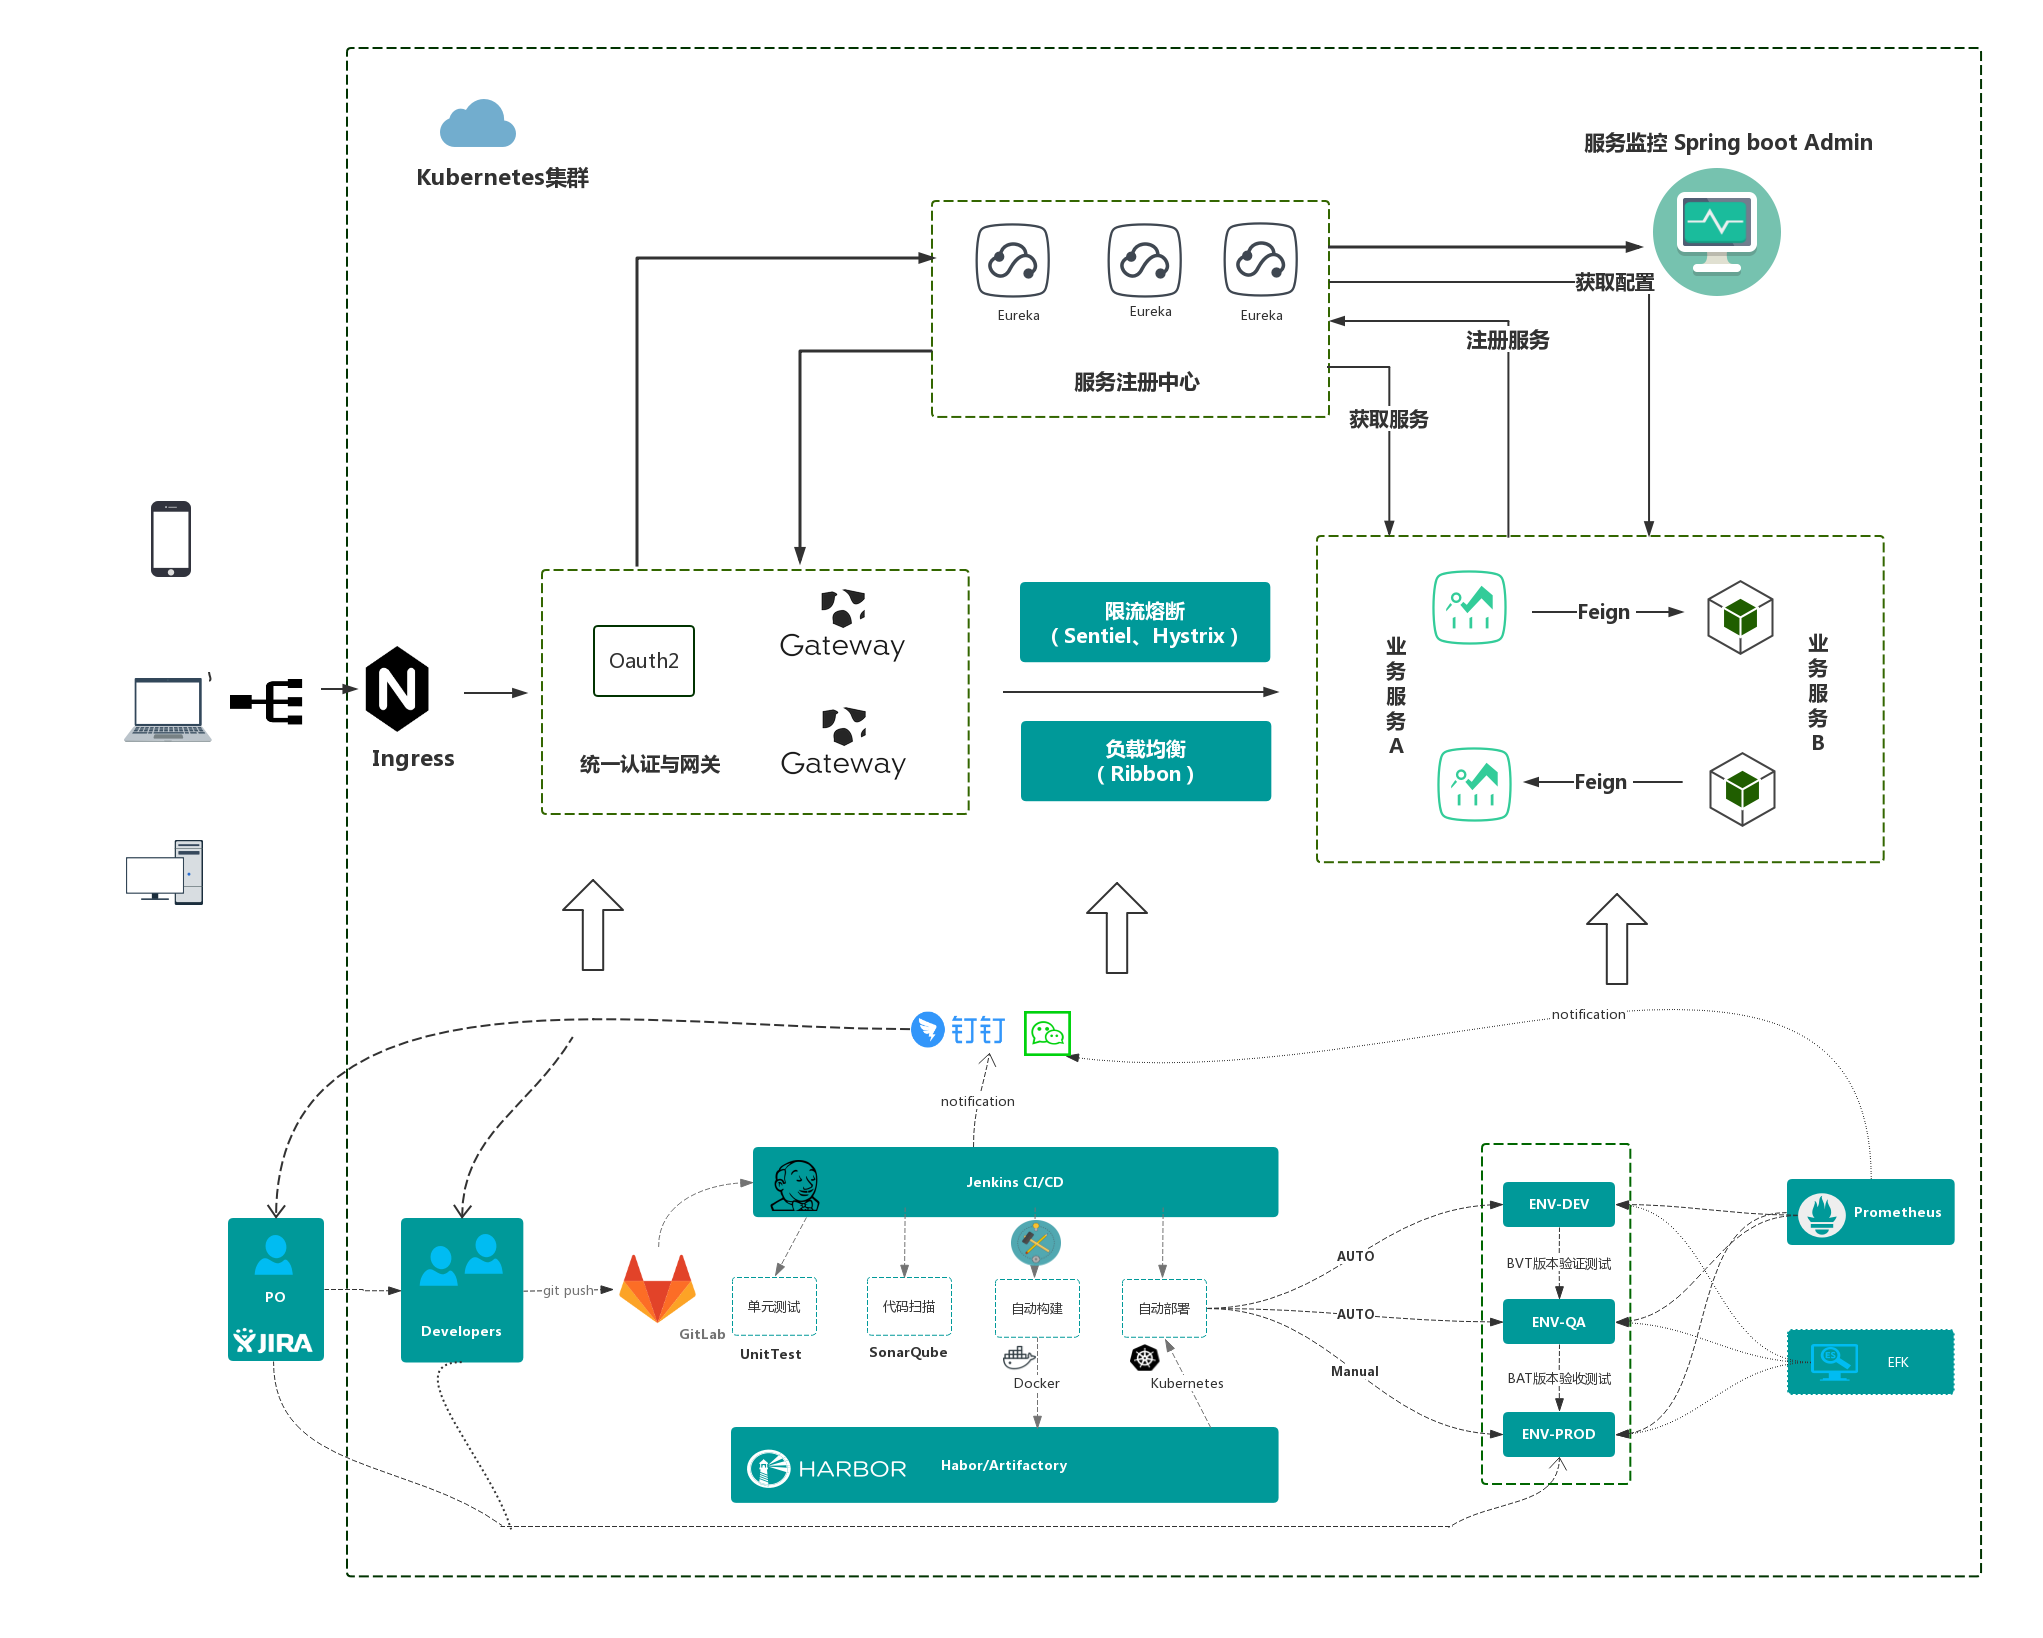 Kubernetes集群
服务监控 Spring boot Admin
Eureka
Eureka
Eureka
服务注册中心
获取配置
注册服务
获取服务
Ingress
Oauth2
Gateway
Gateway
统一认证与网关
限流熔断
（Sentiel、Hystrix）
负载均衡
（Ribbon）
业务服务A
Feign
Feign
业务服务B
钉钉
notification
notification
PO
JIRA
Developers
git push
GitLab
Jenkins CI/CD
单元测试
UnitTest
代码扫描
SonarQube
自动构建
Docker
自动部署
Kubernetes
HARBOR
Habor/Artifactory
AUTO
AUTO
Manual
ENV-DEV
BVT版本验证测试
ENV-QA
BAT版本验收测试
ENV-PROD
Prometheus
ES
EFK